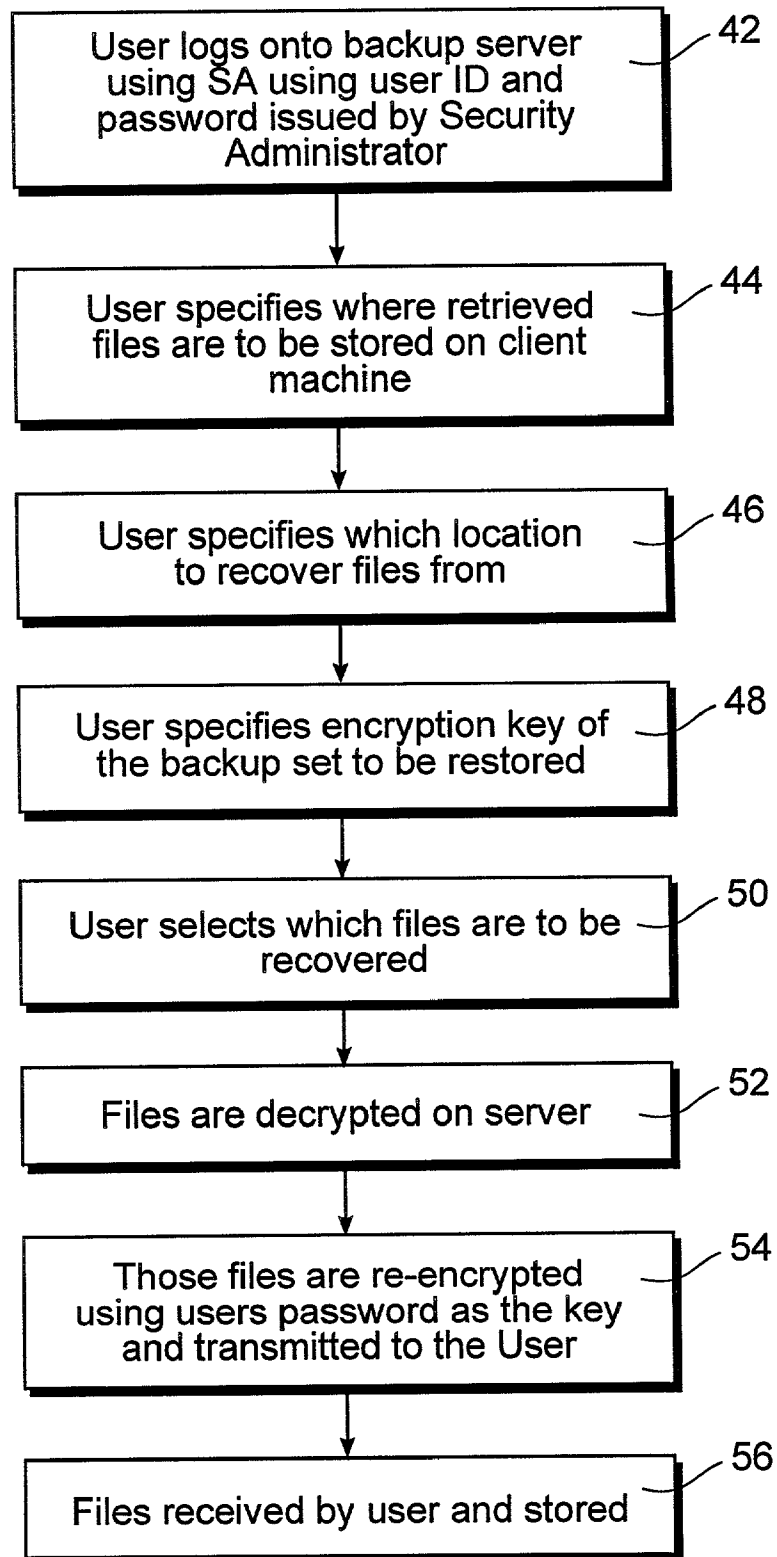 User logs onto backup server
using SA using user ID and
password issued by Security
Administrator
42
User specifies where retrieved
files are to be stored on client
machine
44
User specifies which location
to recover files from
46
User specifies encryption key of
the backup set to be restored
48
User selects which files are to be
recovered
50
Files are decrypted on server
52
Those files are re-encrypted
using users password as the key
and transmitted to the User
54
Files received by user and stored
56